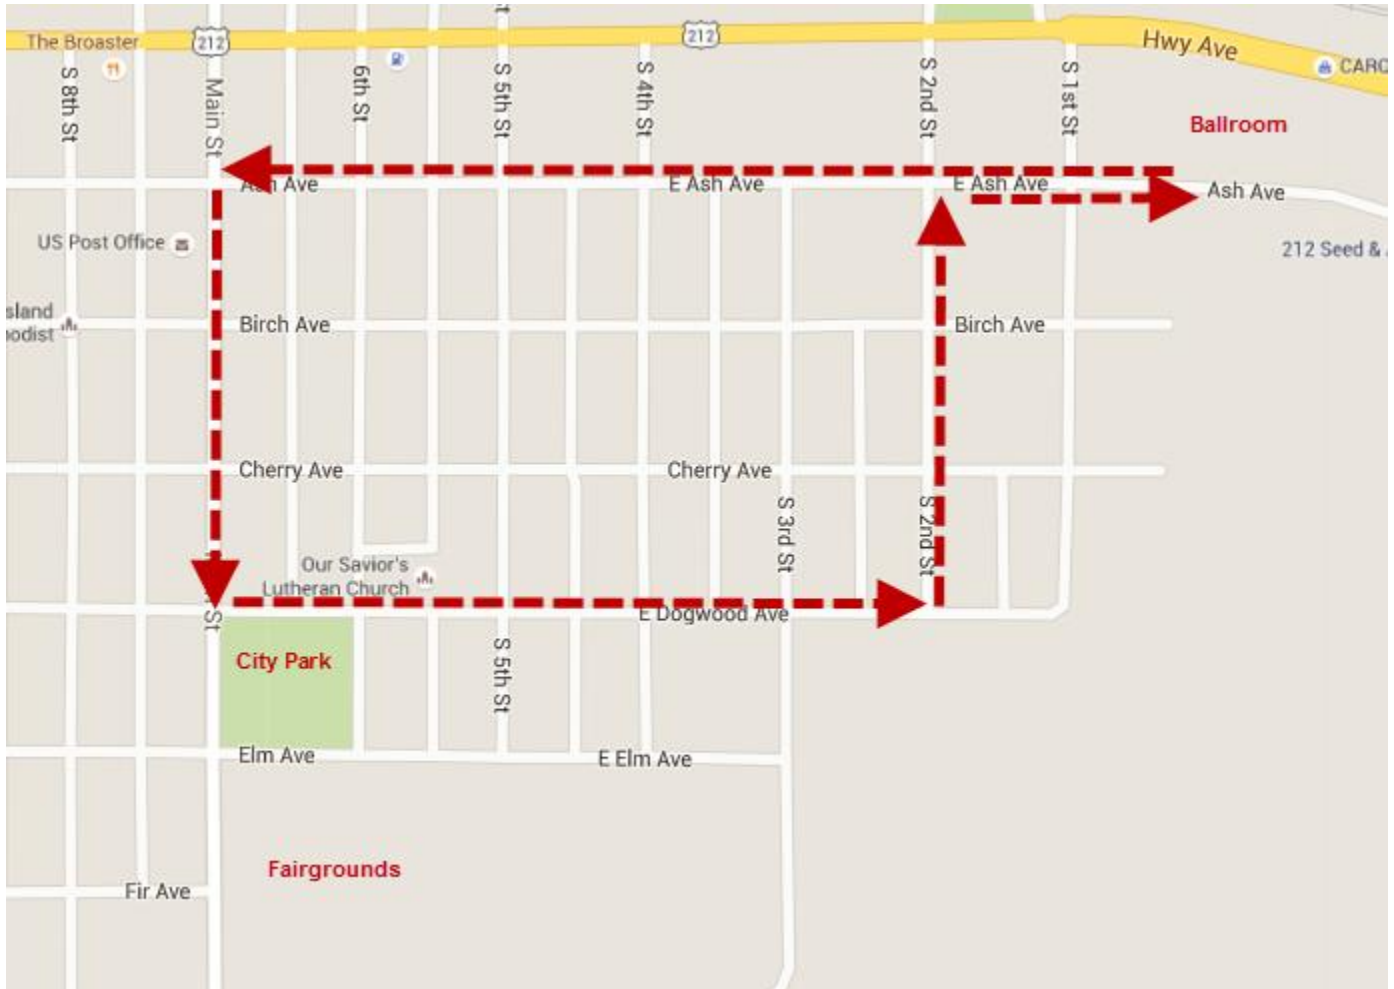 The Broaster
212
212
Hwy Ave
CARC
S 8th St
Main St
6th St
S 5th St
S 4th St
S 2nd St
S 1st St
st
Ballroom
Ash Ave
E Ash Ave
E Ash Ave
Ash Ave
US Post Office
212 Seed &
sland
odist
Birch Ave
Birch Ave
Cherry Ave
Cherry Ave
S 3rd St
S 2nd St
Our Savior's
Lutheran Church
St
E Dogwood Ave
City Park
S 5th St
Elm Ave
E Elm Ave
Fairgrounds
Fir Ave